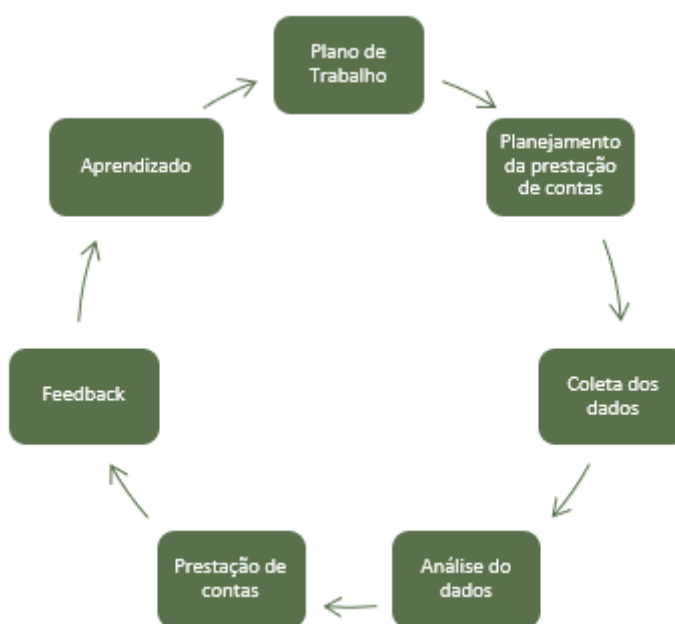 Plano de
Trabalho
Planejamento
da prestação
de contas
Coleta dos
dados
Análise do
dados
Prestação de
contas
Feedback
Aprendizado